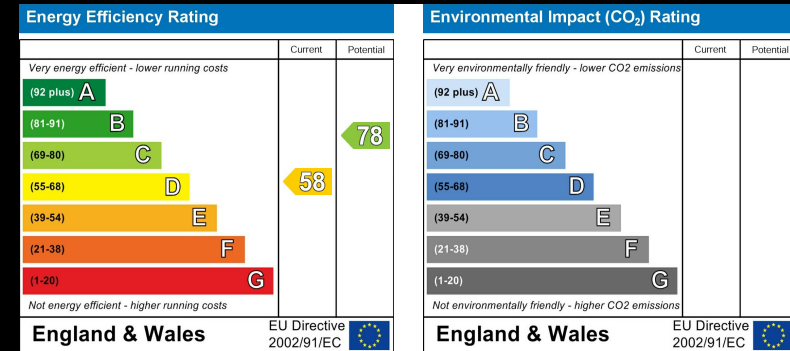 Energy Efficiency Rating
Current Potential
Very energy efficient - lower running costs
(92 plus) A
(81-91) B
78
(69-80) C
(55-68) D
58
(39-54) E
(21-38) F
(1-20) G
Not energy efficient - higher running costs
England & Wales
EU Directive
2002/91/EC
Environmental Impact (CO₂) Rating
Current Potential
Very environmentally friendly - lower CO2 emissions
(92 plus) A
(81-91) B
(69-80) C
(55-68) D
(39-54) E
(21-38) F
(1-20) G
Not environmentally friendly - higher CO2 emissions
England & Wales
EU Directive
2002/91/EC